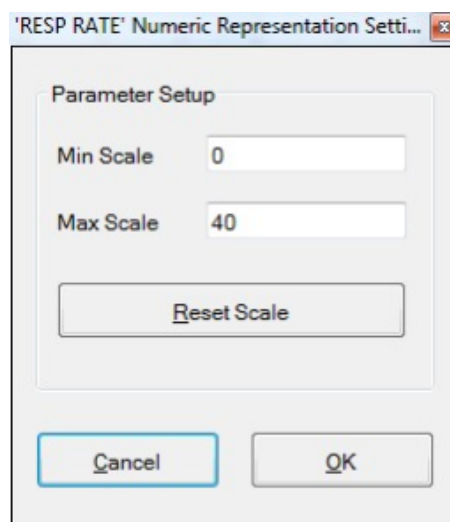 'RESP RATE' Numeric Representation Setti...
Parameter Setup
Min Scale 0
Max Scale 40
Reset Scale
Cancel OK